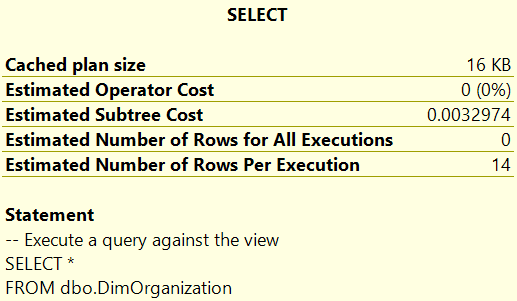 SELECT
Cached plan size 16 KB
Estimated Operator Cost 0 (0%)
Estimated Subtree Cost 0.0032974
Estimated Number of Rows for All Executions 0
Estimated Number of Rows Per Execution 14
Statement
-- Execute a query against the view
SELECT *
FROM dbo.DimOrganization